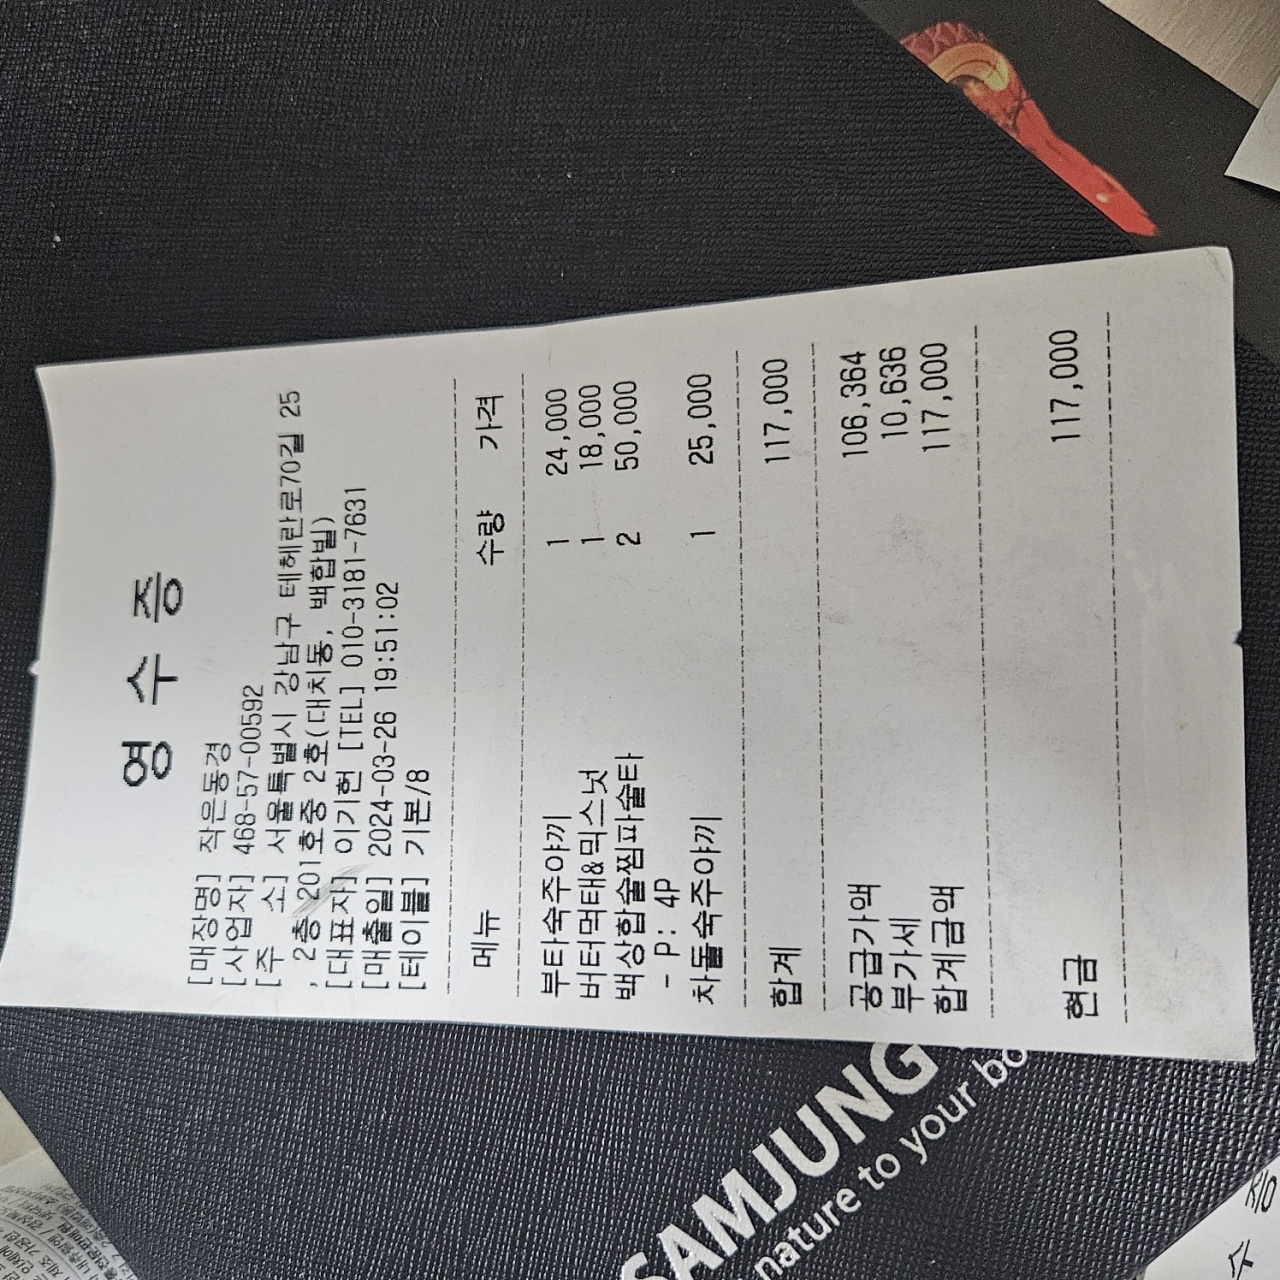 영 수 증
[매장명] 작은동경
[사업자] 468-57-00592
[주 소] 서울특별시 강남구 테헤란로70길 25
, 2층 201호중 2호(대치동, 백합빌)
[대표자] 이기헌 [TEL] 010-3181-7631
[매출일] 2024-03-26 19:51:02
[테이블] 기본/8
메뉴 수량 가격
부타숙주야끼 1 24,000
버터먹태&믹스넛 1 18,000
백상합술찜파술타 2 50,000
- P: 4P
차돌숙주야끼 1 25,000
합계 117,000
공급가액 106,364
부가세 10,636
합계금액 117,000
현금 117,000
SAMJUNG
nature to your bo
수 증